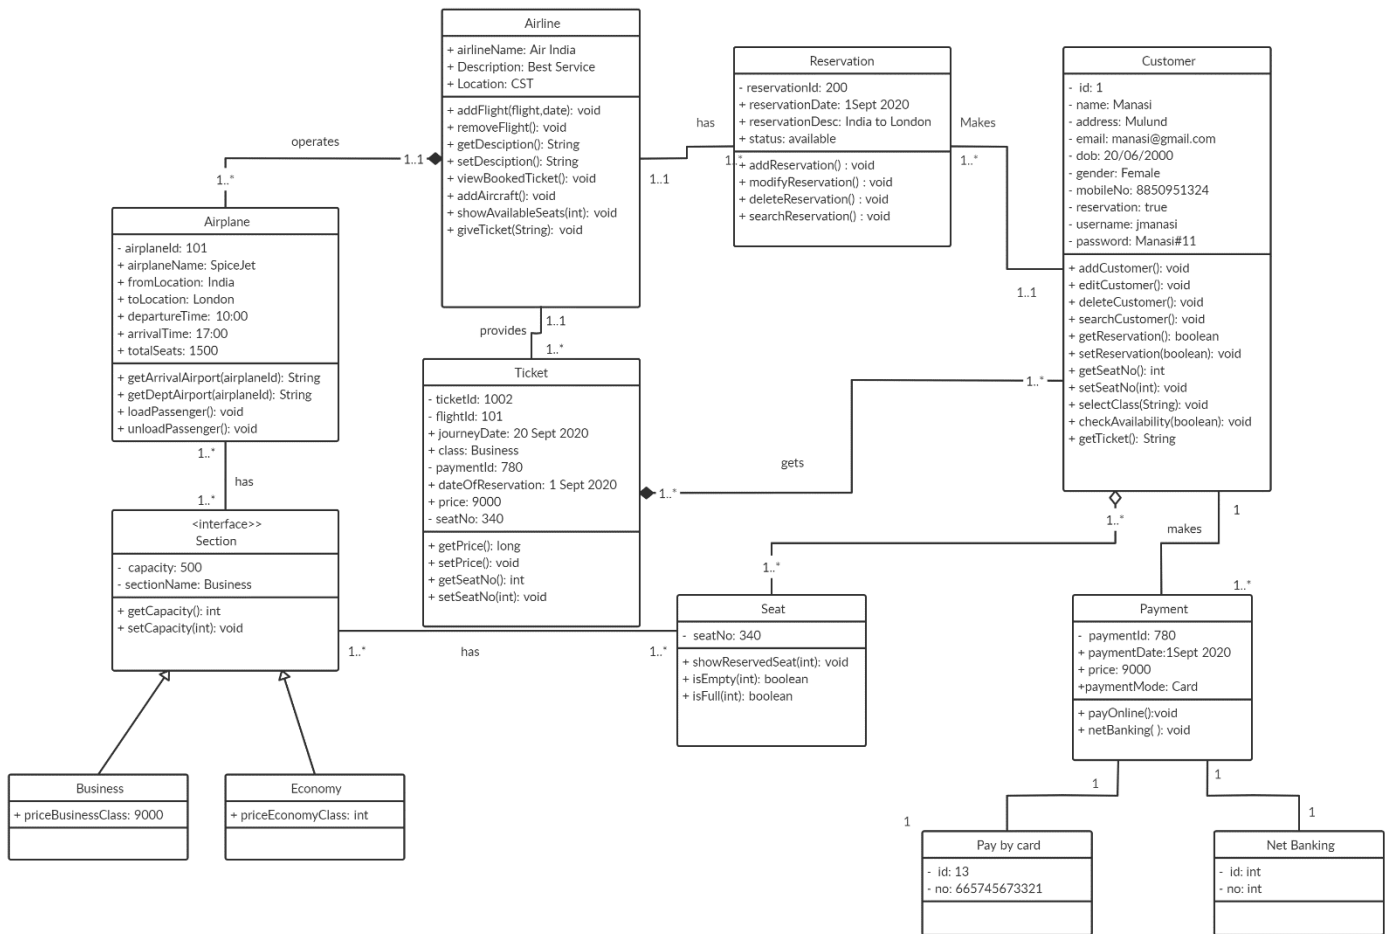 Airline
+ airlineName: Air India
+ Description: Best Service
+ Location: CST
+ addFlight(flight,date): void
+ removeFlight(): void
+ getDesciption(): String
+ setDesciption(): String
+ viewBookedTicket(): void
+ addAircraft(): void
+ showAvailableSeats(int): void
+ giveTicket(String): void
operates
1..1
1..*
has
1..1
1..*
Reservation
- reservationId: 200
+ reservationDate: 1Sept 2020
+ reservationDesc: India to London
+ status: available
+ addReservation() : void
+ modifyReservation() : void
+ deleteReservation() : void
+ searchReservation() : void
Makes
1..*
1..1
Customer
- id: 1
- name: Manasi
- address: Mulund
- email: manasi@gmail.com
- dob: 20/06/2000
- gender: Female
- mobileNo: 8850951324
- reservation: true
- username: jmanasi
- password: Manasi#11
+ addCustomer(): void
+ editCustomer(): void
+ deleteCustomer(): void
+ searchCustomer(): void
+ getReservation(): boolean
+ setReservation(boolean): void
+ getSeatNo(): int
+ setSeatNo(int): void
+ selectClass(String): void
+ checkAvailability(boolean): void
+ getTicket(): String
Airplane
- airplaneId: 101
+ airplaneName: SpiceJet
+ fromLocation: India
+ toLocation: London
+ departureTime: 10:00
+ arrivalTime: 17:00
+ totalSeats: 1500
+ getArrivalAirport(airplaneId): String
+ getDeptAirport(airplaneId): String
+ loadPassenger(): void
+ unloadPassenger(): void
provides
1..1
1..*
Ticket
- ticketId: 1002
- flightId: 101
+ journeyDate: 20 Sept 2020
+ class: Business
- paymentId: 780
+ dateOfReservation: 1 Sept 2020
+ price: 9000
- seatNo: 340
+ getPrice(): long
+ setPrice(): void
+ getSeatNo(): int
+ setSeatNo(int): void
1..*
gets
1..*
1..*
has
1..*
<interface>>
Section
- capacity: 500
- sectionName: Business
+ getCapacity(): int
+ setCapacity(int): void
1..*
has
1..*
1..*
1..*
Seat
- seatNo: 340
+ showReservedSeat(int): void
+ isEmpty(int): boolean
+ isFull(int): boolean
1
makes
1..*
Payment
- paymentId: 780
+ paymentDate:1Sept 2020
+ price: 9000
+paymentMode: Card
+ payOnline():void
+ netBanking( ): void
Business
+ priceBusinessClass: 9000
Economy
+ priceEconomyClass: int
1
1
1
1
Pay by card
- id: 13
- no: 665745673321
Net Banking
- id: int
- no: int